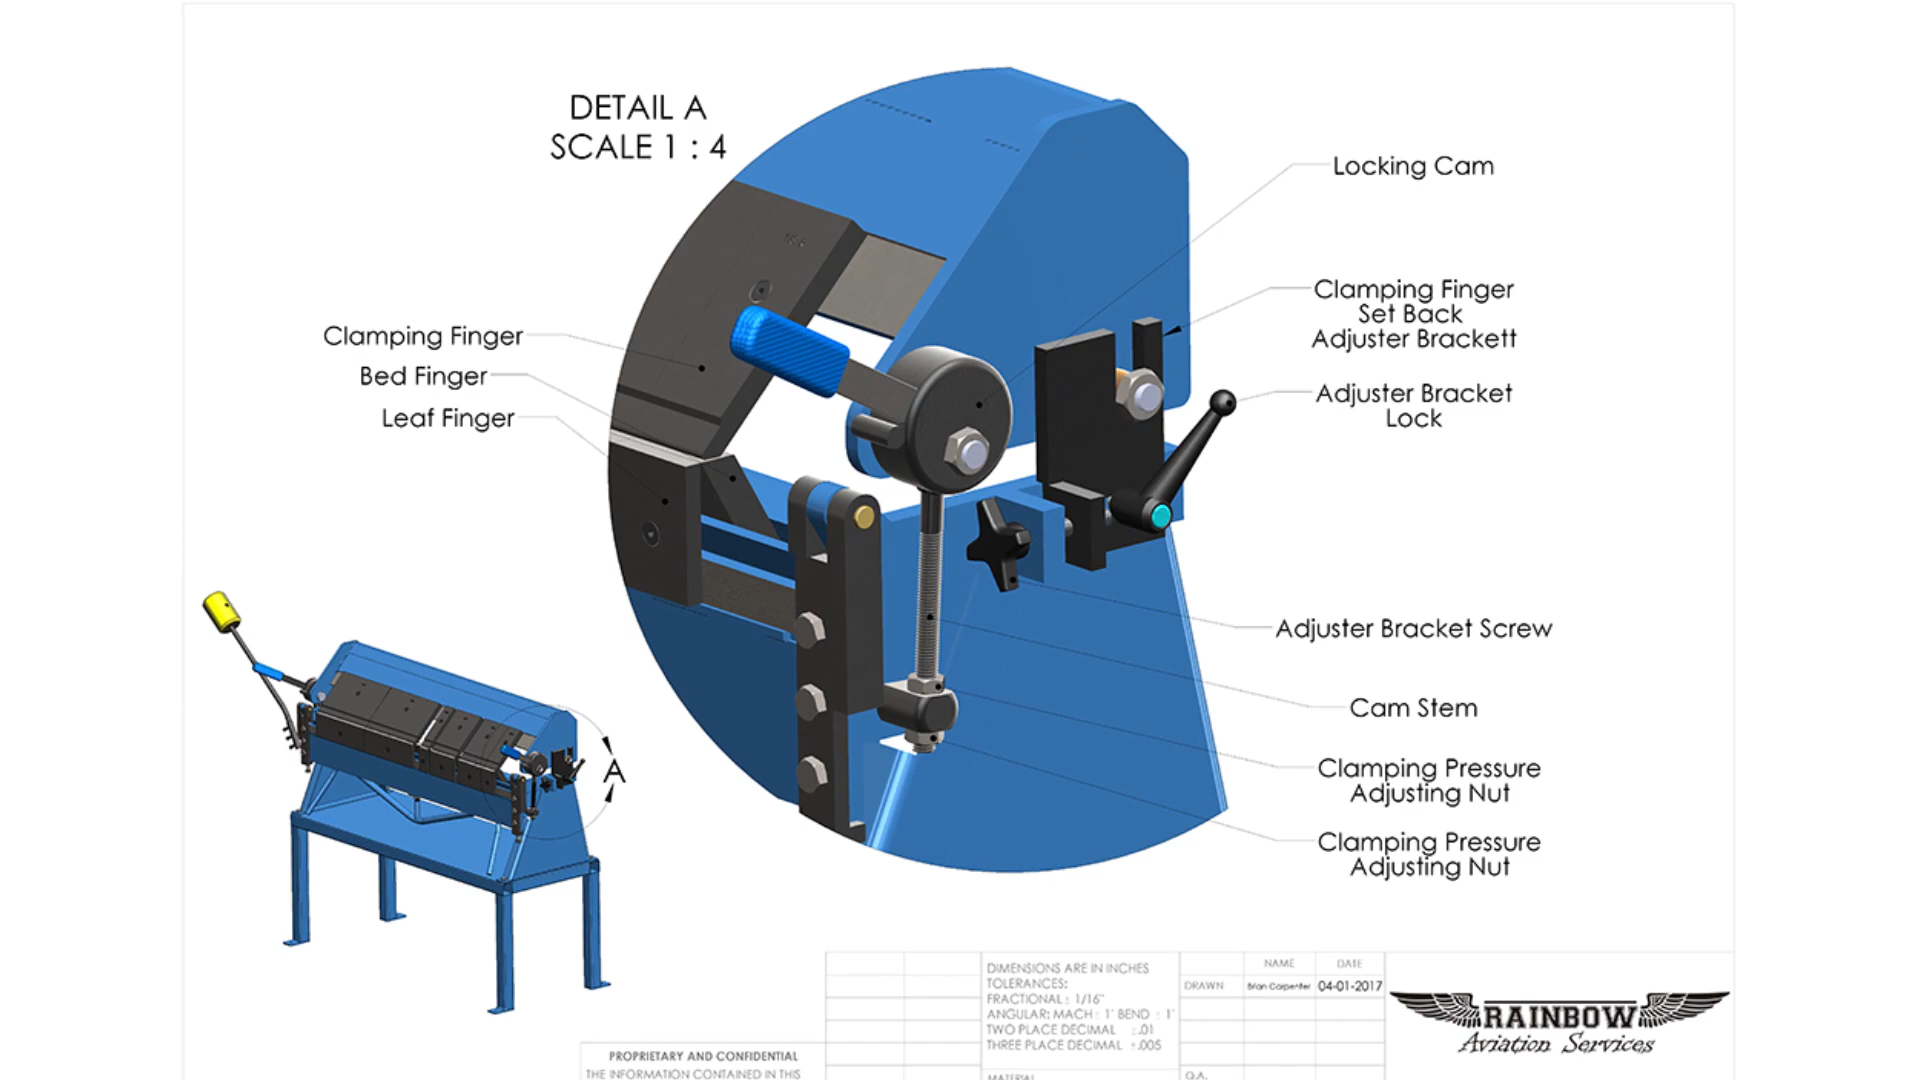 DETAIL A
SCALE 1 : 4
Locking Cam
Clamping Finger
Set Back
Adjuster Brackett
Adjuster Bracket
Lock
Clamping Finger
Bed Finger
Leaf Finger
Adjuster Bracket Screw
Cam Stem
Clamping Pressure
Adjusting Nut
Clamping Pressure
Adjusting Nut
A
DIMENSIONS ARE IN INCHES
TOLERANCES:
FRACTIONAL ± 1/16"
ANGULAR: MACH ± 1° BEND ± 1°
TWO PLACE DECIMAL ±.01
THREE PLACE DECIMAL ±.005
MATERIAL
NAME DATE
DRAWN Brian Carpenter 04-01-2017
Q.A.
RAINBOW
Aviation Services
PROPRIETARY AND CONFIDENTIAL
THE INFORMATION CONTAINED IN THIS